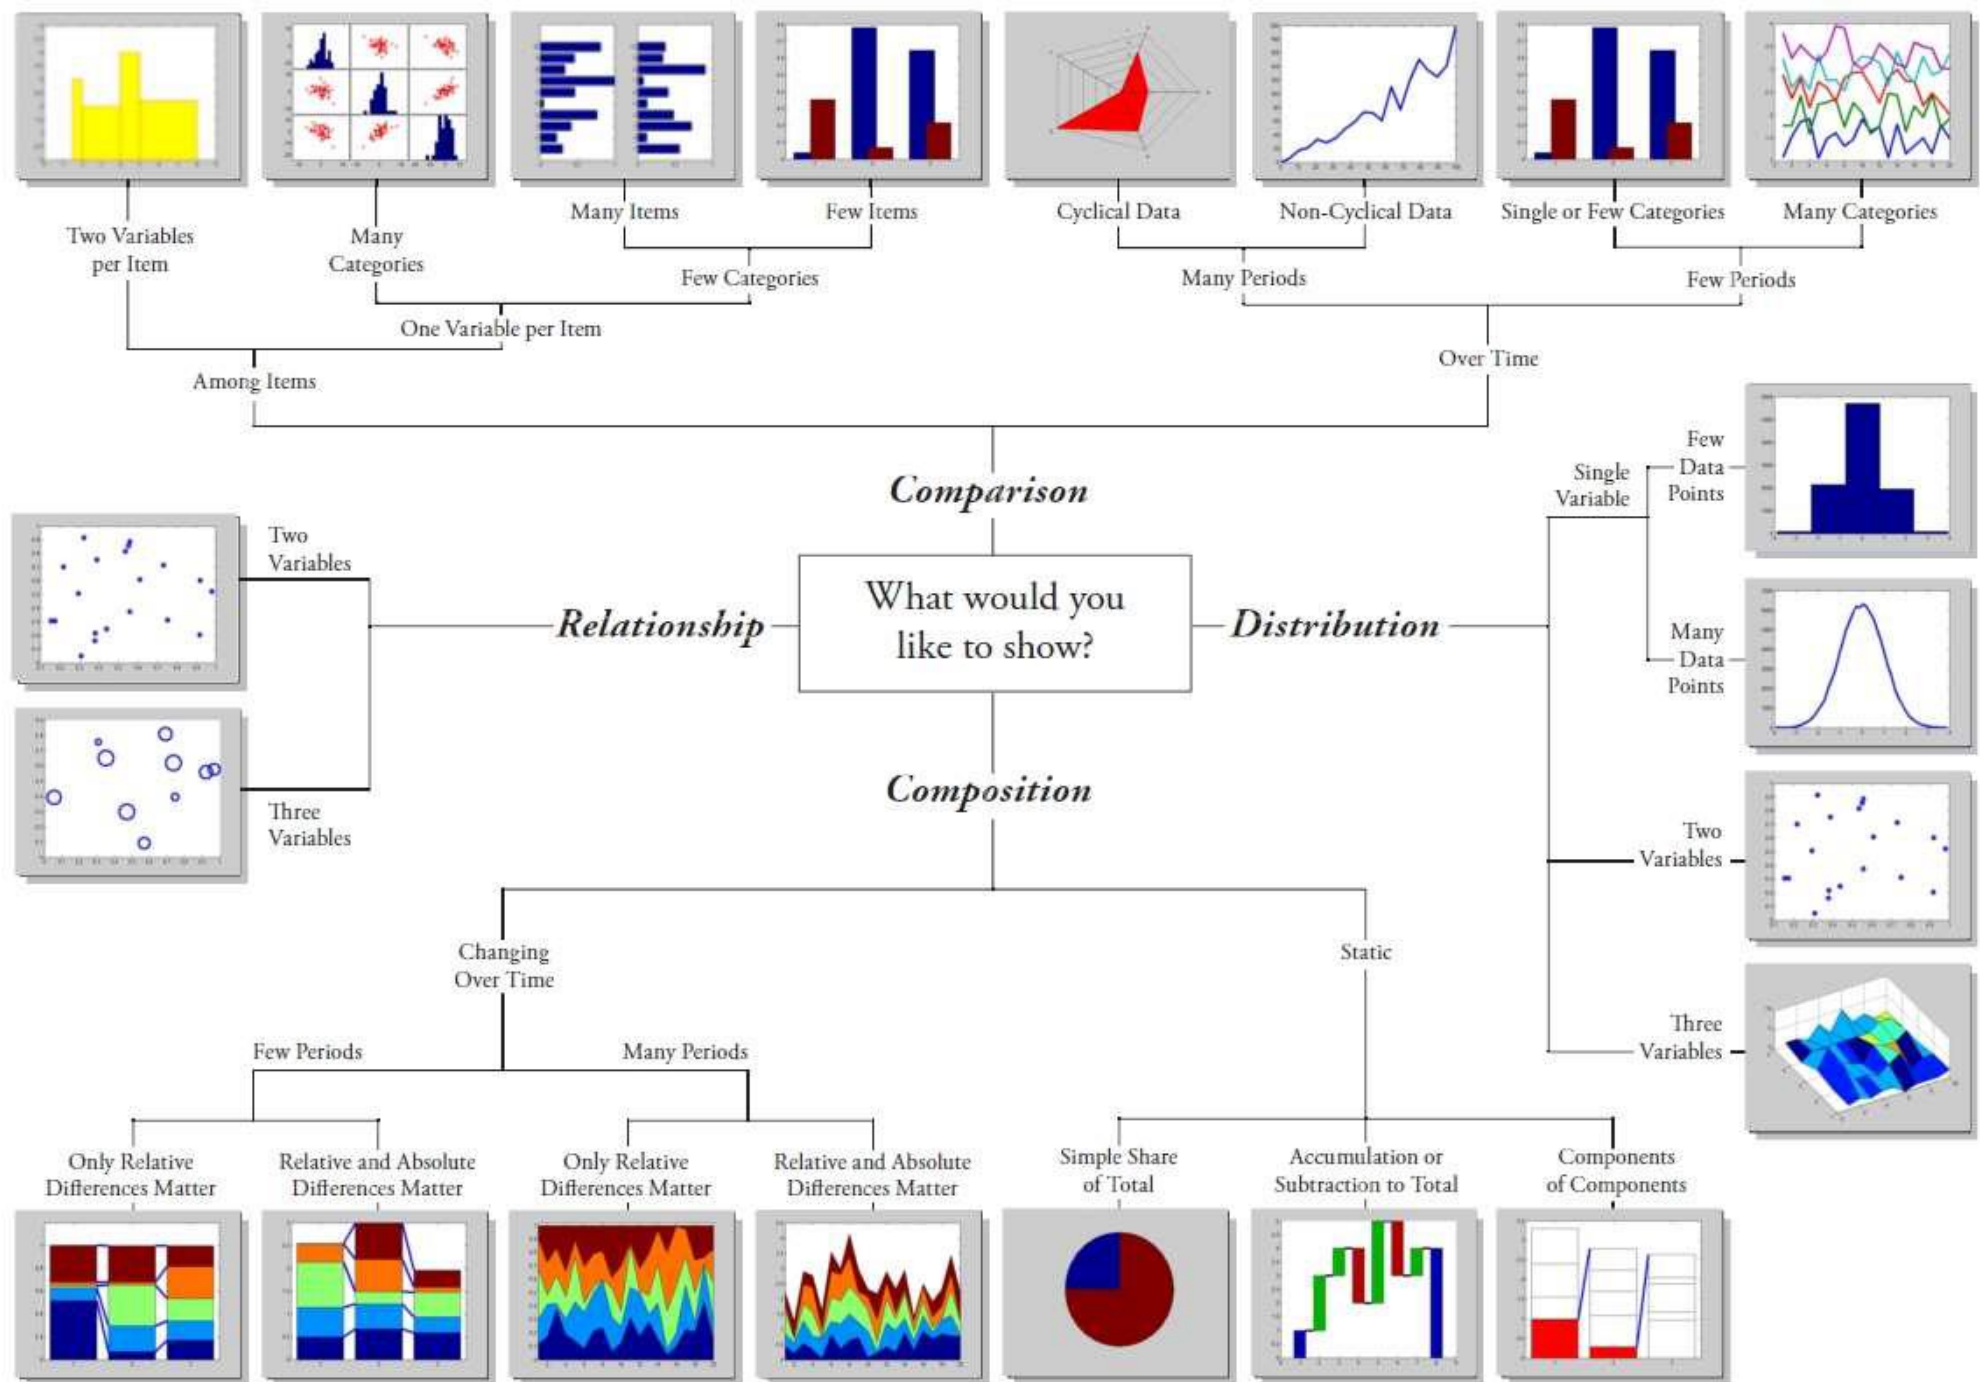 Two Variables
per Item
Many
Categories
Many Items
Few Items
Cyclical Data
Non-Cyclical Data
Single or Few Categories
Many Categories
Few Categories
Many Periods
Few Periods
One Variable per Item
Over Time
Among Items
Comparison
Single
Variable
Few
Data
Points
Two
Variables
Relationship
What would you
like to show?
Distribution
Many
Data
Points
Three
Variables
Composition
Two
Variables
Changing
Over Time
Static
Three
Variables
Few Periods
Many Periods
Only Relative
Differences Matter
Relative and Absolute
Differences Matter
Only Relative
Differences Matter
Relative and Absolute
Differences Matter
Simple Share
of Total
Accumulation or
Subtraction to Total
Components
of Components